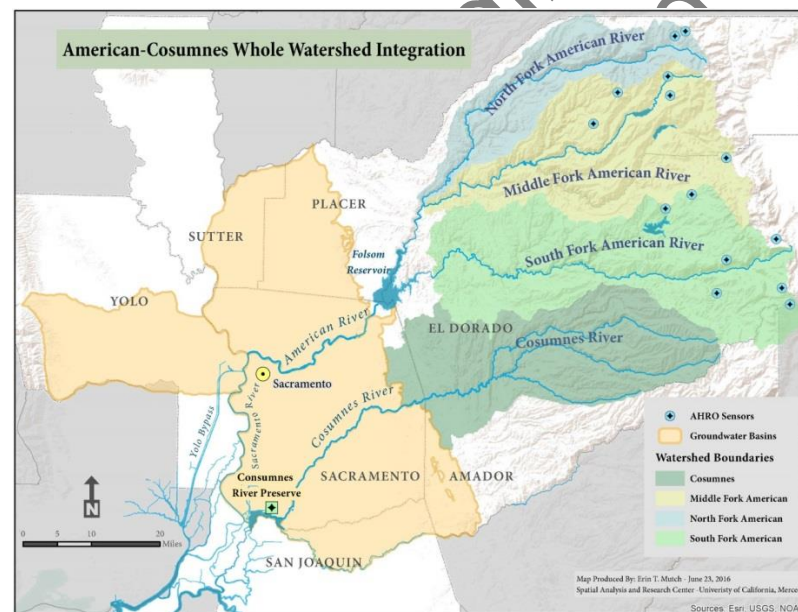 American-Cosumnes Whole Watershed Integration
North Fork American River
Middle Fork American River
PLACER
SUTTER
Folsom
Reservoir
South Fork American River
YOLO
American River
EL DORADO
Cosumnes River
Sacramento
Sacramento River
Cosumnes River
Yolo Bypass
AHRO Sensors
Groundwater Basins
Watershed Boundaries
Cosumnes
Middle Fork American
North Fork American
South Fork American
Consumnes
River Preserve
SACRAMENTO
AMADOR
N
0 5 10 20
Miles
SAN JOAQUIN
Map Produced By: Erin T. Mutch - June 23, 2016
Spatial Analysis and Research Center - Univeristy of California, Merce
Sources: Esri, USGS, NOA